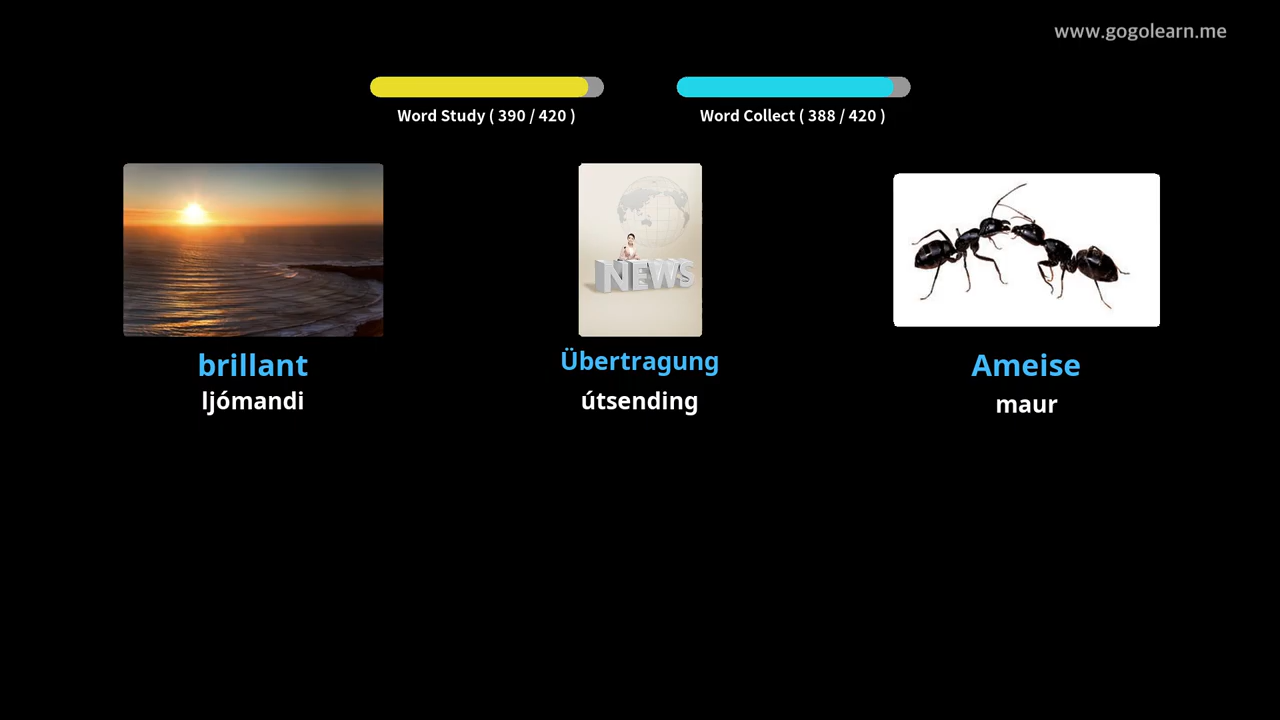 www.gogolearn.me
Word Study ( 390 / 420 )
Word Collect ( 388 / 420 )
NEWS
brillant
Übertragung
Ameise
ljómandi
útsending
maur